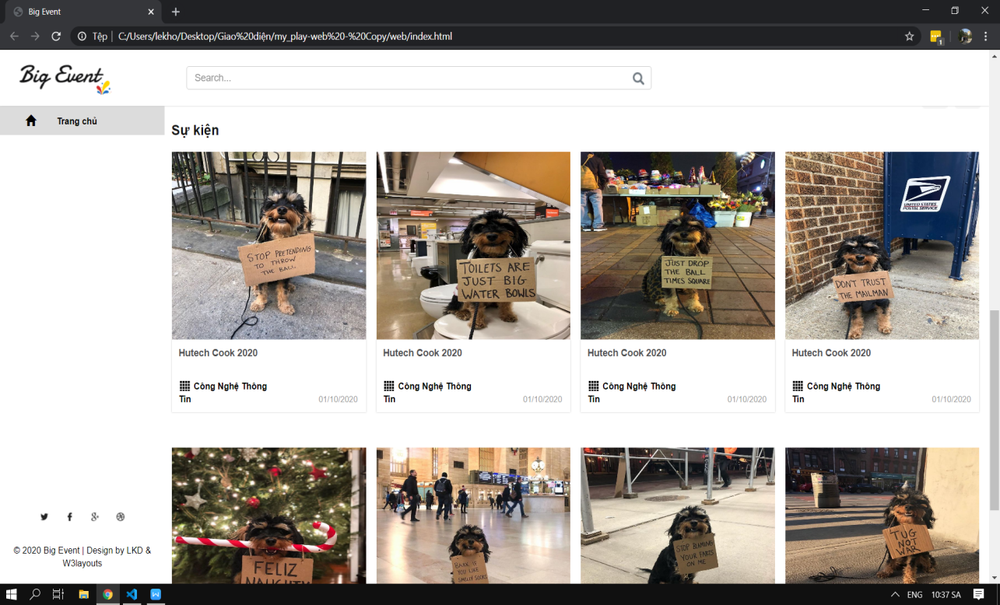 Big Event
Tệp
C:/Users/lekho/Desktop/Giao%20diện/my_play-web%20-%20Copy/web/index.html
1
Big Event
Search...
Trang chủ
Sự kiện
STOP PRETENDING
TO THROW
THE BALL
TOILETS ARE
JUST BIG
WATER BOWLS
JUST DROP
THE BALL
TIMES SQUARE
UNITED STATES
POSTAL SERVICE
DON'T TRUST
THE MAILMAN
Hutech Cook 2020
Hutech Cook 2020
Hutech Cook 2020
Hutech Cook 2020
Công Nghệ Thông
Tin
01/10/2020
Công Nghệ Thông
Tin
01/10/2020
Công Nghệ Thông
Tin
01/10/2020
Công Nghệ Thông
Tin
01/10/2020
FELIZ
NAUGHTY
BARK IF
YOU LIKE
SMELLY SOCKS
STOP BLAMING
YOUR FARTS
ON ME
TUG
NOT
WAR
© 2020 Big Event | Design by LKD &
W3layouts
ENG
10:37 SA